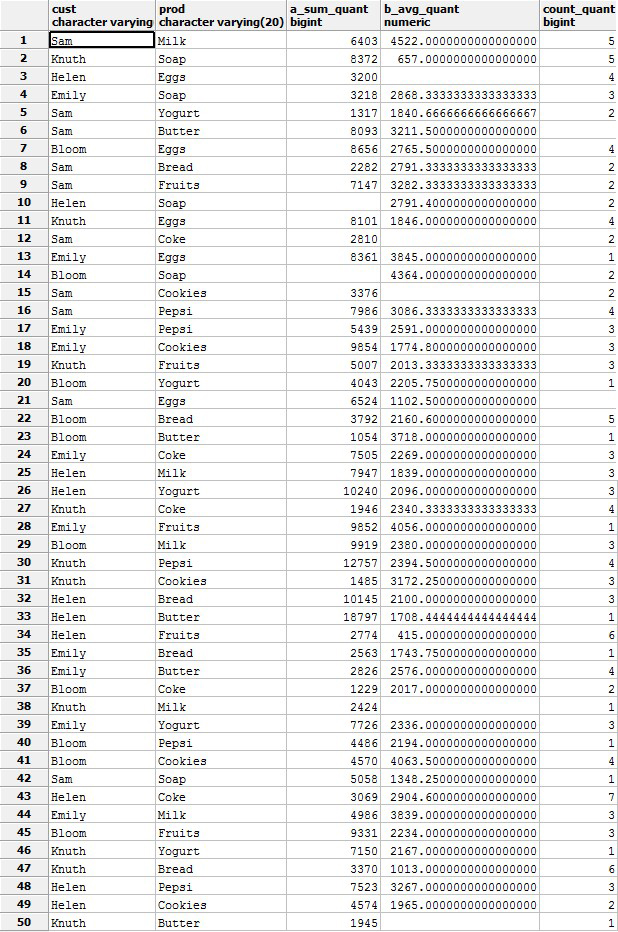 cust prod a_sum_quant b_avg_quant count_quant
character varying character varying(20) bigint numeric bigint
1 Sam Milk 6403 4522.0000000000000000 5
2 Knuth Soap 8372 657.0000000000000000 5
3 Helen Eggs 3200 4
4 Emily Soap 3218 2868.3333333333333333 3
5 Sam Yogurt 1317 1840.6666666666666667 2
6 Sam Butter 8093 3211.5000000000000000
7 Bloom Eggs 8656 2765.5000000000000000 4
8 Sam Bread 2282 2791.3333333333333333 2
9 Sam Fruits 7147 3282.3333333333333333 2
10 Helen Soap 2791.4000000000000000 2
11 Knuth Eggs 8101 1846.0000000000000000 4
12 Sam Coke 2810 2
13 Emily Eggs 8361 3845.0000000000000000 1
14 Bloom Soap 4364.0000000000000000 2
15 Sam Cookies 3376 2
16 Sam Pepsi 7986 3086.3333333333333333 4
17 Emily Pepsi 5439 2591.0000000000000000 3
18 Emily Cookies 9854 1774.8000000000000000 3
19 Knuth Fruits 5007 2013.3333333333333333 3
20 Bloom Yogurt 4043 2205.7500000000000000 1
21 Sam Eggs 6524 1102.5000000000000000
22 Bloom Bread 3792 2160.6000000000000000 5
23 Bloom Butter 1054 3718.0000000000000000 1
24 Emily Coke 7505 2269.0000000000000000 3
25 Helen Milk 7947 1839.0000000000000000 3
26 Helen Yogurt 10240 2096.0000000000000000 3
27 Knuth Coke 1946 2340.3333333333333333 4
28 Emily Fruits 9852 4056.0000000000000000 1
29 Bloom Milk 9919 2380.0000000000000000 3
30 Knuth Pepsi 12757 2394.5000000000000000 4
31 Knuth Cookies 1485 3172.2500000000000000 3
32 Helen Bread 10145 2100.0000000000000000 3
33 Helen Butter 18797 1708.4444444444444444 1
34 Helen Fruits 2774 415.0000000000000000 6
35 Emily Bread 2563 1743.7500000000000000 1
36 Emily Butter 2826 2576.0000000000000000 4
37 Bloom Coke 1229 2017.0000000000000000 2
38 Knuth Milk 2424 1
39 Emily Yogurt 7726 2336.0000000000000000 3
40 Bloom Pepsi 4486 2194.0000000000000000 1
41 Bloom Cookies 4570 4063.5000000000000000 4
42 Sam Soap 5058 1348.2500000000000000 1
43 Helen Coke 3069 2904.6000000000000000 7
44 Emily Milk 4986 3839.0000000000000000 3
45 Bloom Fruits 9331 2234.0000000000000000 3
46 Knuth Yogurt 7150 2167.0000000000000000 1
47 Knuth Bread 3370 1013.0000000000000000 6
48 Helen Pepsi 7523 3267.0000000000000000 3
49 Helen Cookies 4574 1965.0000000000000000 2
50 Knuth Butter 1945 1